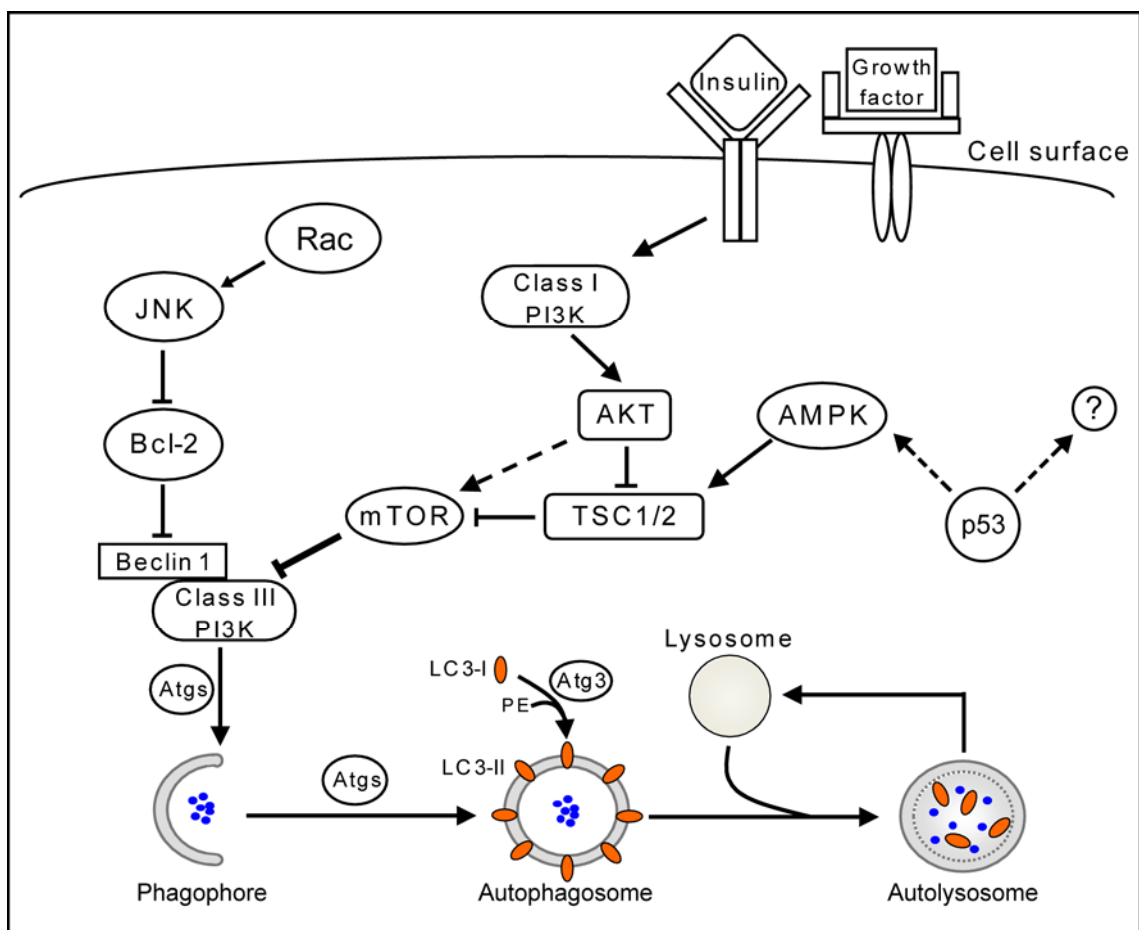 Insulin
Growth
factor
Cell surface
Rac
JNK
Class I
PI3K
AKT
AMPK
?
Bcl-2
mTOR
TSC1/2
p53
Beclin 1
Class III
PI3K
Atgs
LC3-I
Atg3
PE
Lysosome
LC3-II
Atgs
Phagophore
Autophagosome
Autolysosome